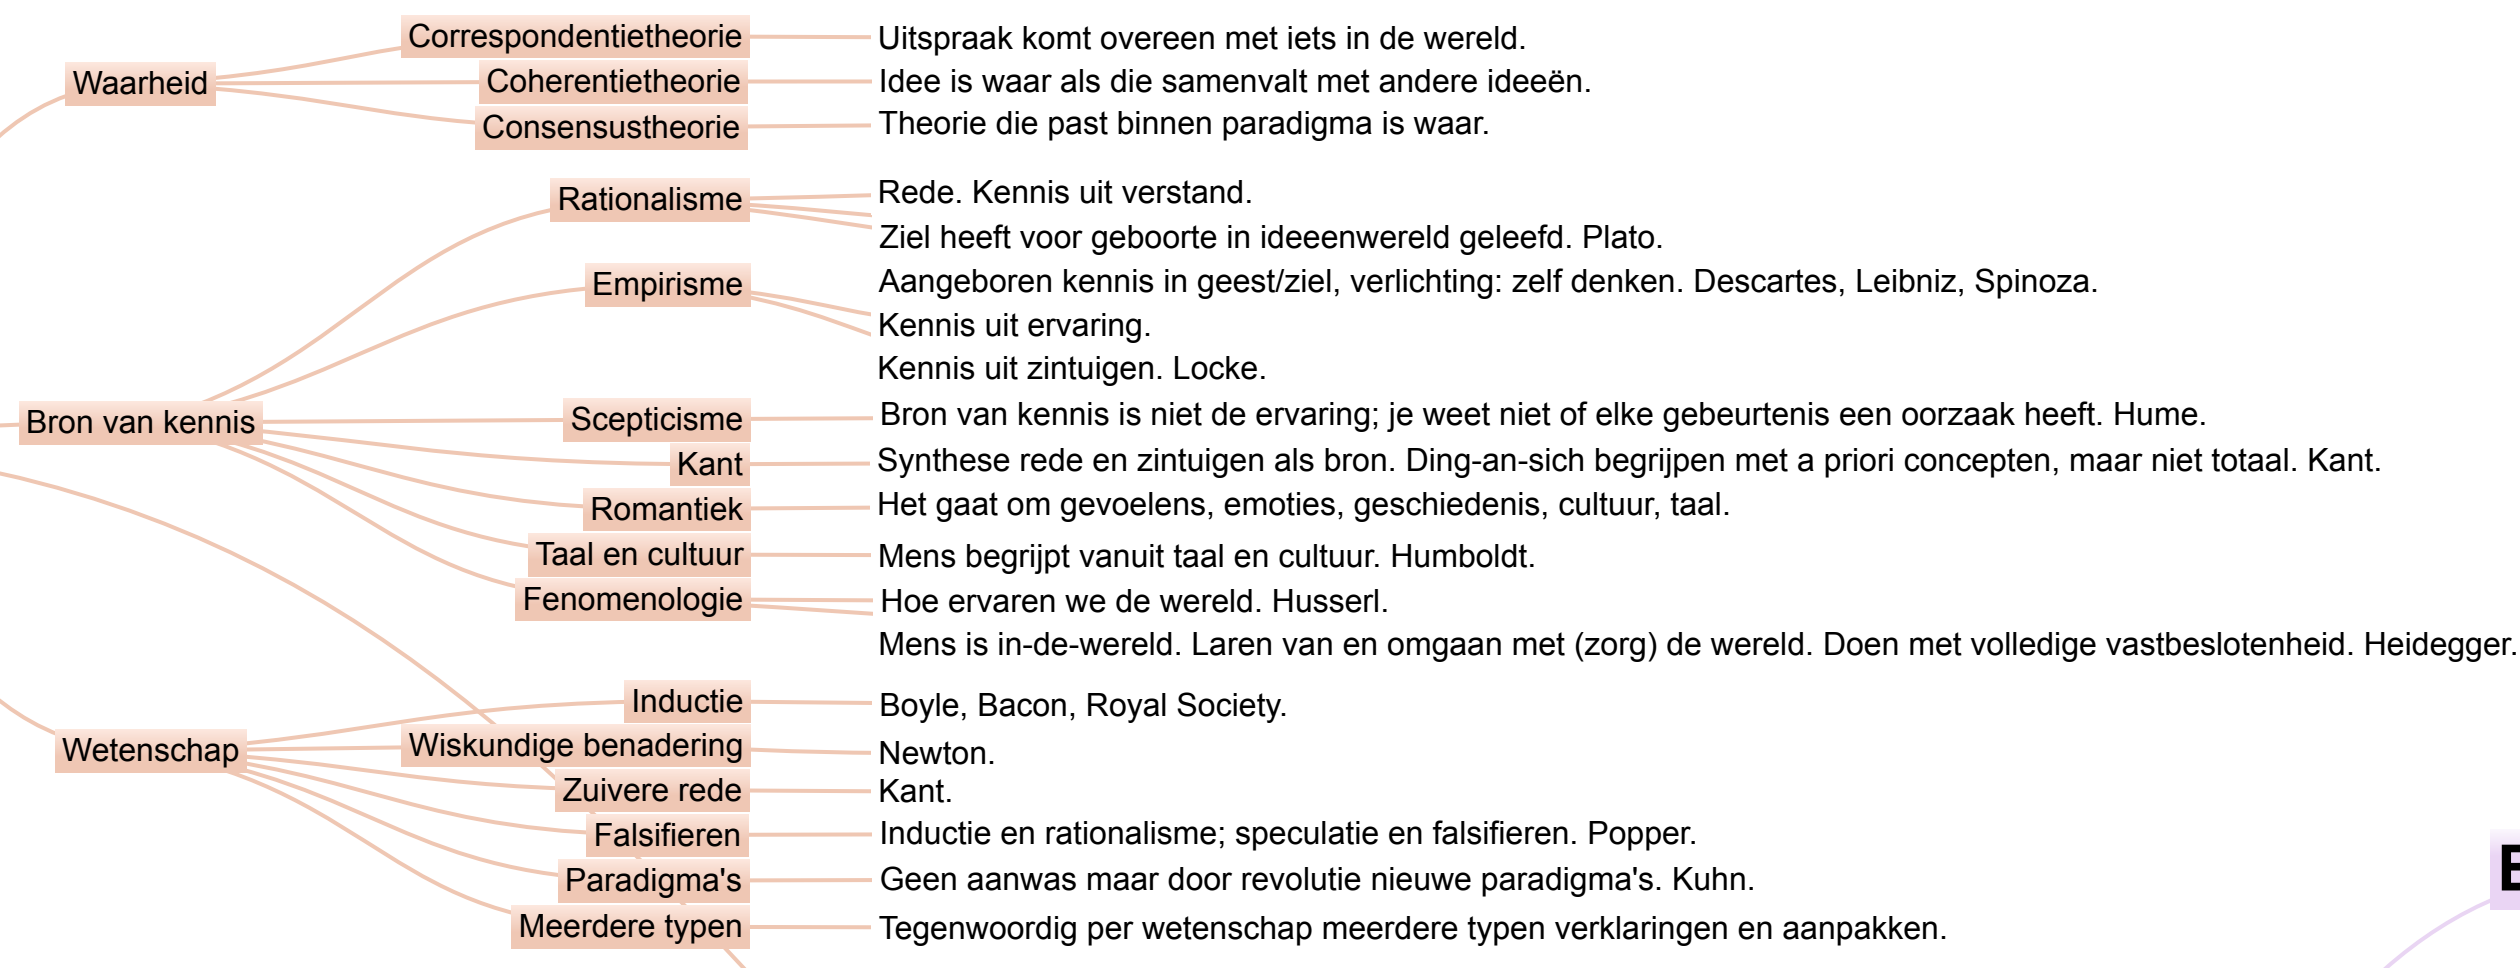 Waarheid
Correspondentietheorie
Uitspraak komt overeen met iets in de wereld.
Coherentietheorie
Idee is waar als die samenvalt met andere ideeën.
Consensustheorie
Theorie die past binnen paradigma is waar.
Bron van kennis
Rationalisme
Rede. Kennis uit verstand.
Ziel heeft voor geboorte in ideeenwereld geleefd. Plato.
Aangeboren kennis in geest/ziel, verlichting: zelf denken. Descartes, Leibniz, Spinoza.
Empirisme
Kennis uit ervaring.
Kennis uit zintuigen. Locke.
Scepticisme
Bron van kennis is niet de ervaring; je weet niet of elke gebeurtenis een oorzaak heeft. Hume.
Kant
Synthese rede en zintuigen als bron. Ding-an-sich begrijpen met a priori concepten, maar niet totaal. Kant.
Romantiek
Het gaat om gevoelens, emoties, geschiedenis, cultuur, taal.
Taal en cultuur
Mens begrijpt vanuit taal en cultuur. Humboldt.
Fenomenologie
Hoe ervaren we de wereld. Husserl.
Mens is in-de-wereld. Laren van en omgaan met (zorg) de wereld. Doen met volledige vastbeslotenheid. Heidegger.
Wetenschap
Inductie
Boyle, Bacon, Royal Society.
Wiskundige benadering
Newton.
Zuivere rede
Kant.
Falsifieren
Inductie en rationalisme; speculatie en falsifieren. Popper.
Paradigma's
Geen aanwas maar door revolutie nieuwe paradigma's. Kuhn.
Meerdere typen
Tegenwoordig per wetenschap meerdere typen verklaringen en aanpakken.